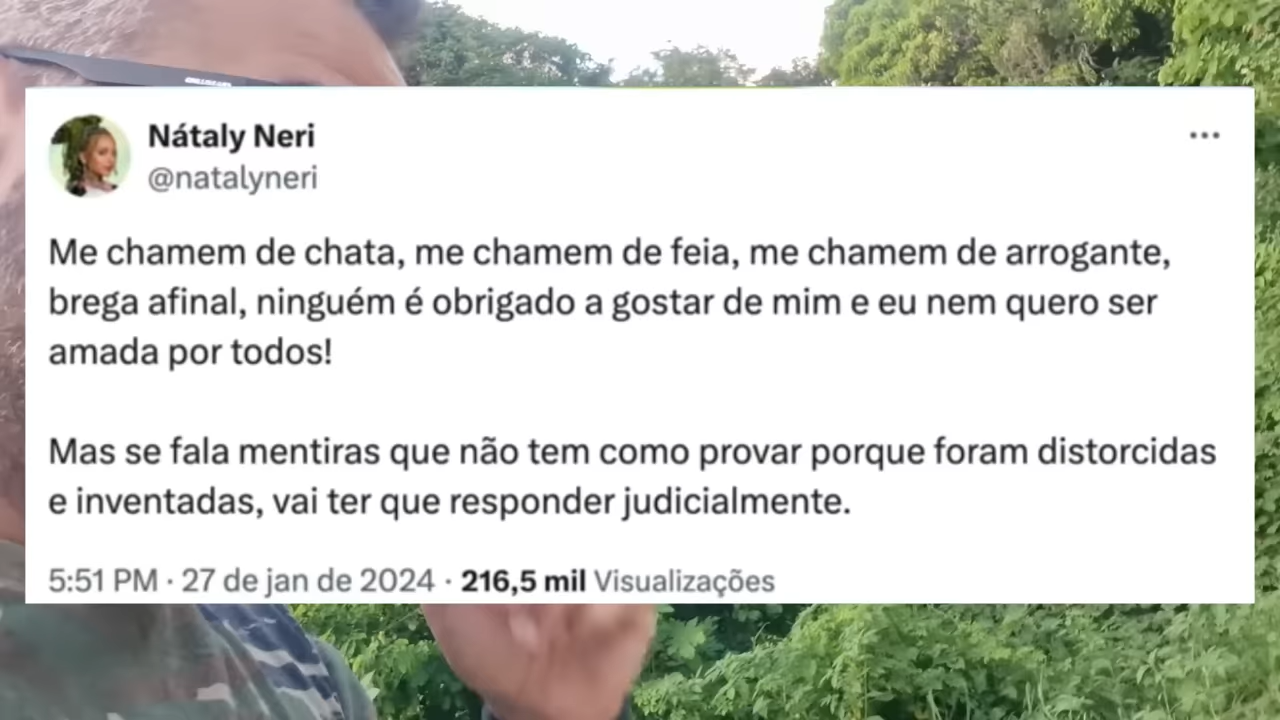 Nátaly Neri
@natalyneri
Me chamem de chata, me chamem de feia, me chamem de arrogante,
brega afinal, ninguém é obrigado a gostar de mim e eu nem quero ser
amada por todos!
Mas se fala mentiras que não tem como provar porque foram distorcidas
e inventadas, vai ter que responder judicialmente.
5:51 PM · 27 de jan de 2024 · 216,5 mil Visualizações